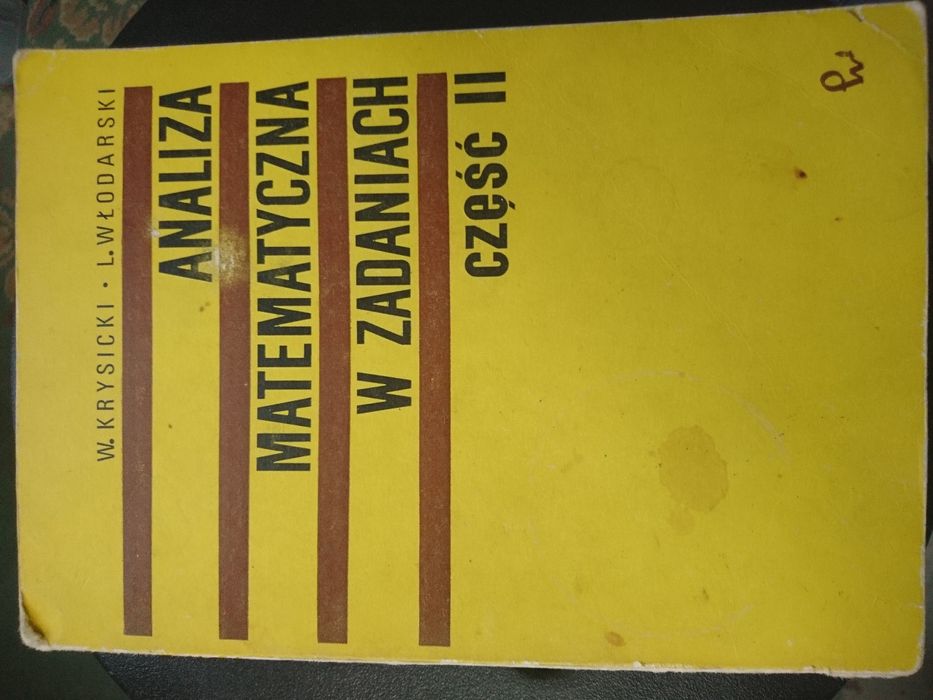 W. KRYSICKI • L. WŁODARSKI
ANALIZA
MATEMATYCZNA
W ZADANIACH
CZĘŚĆ II